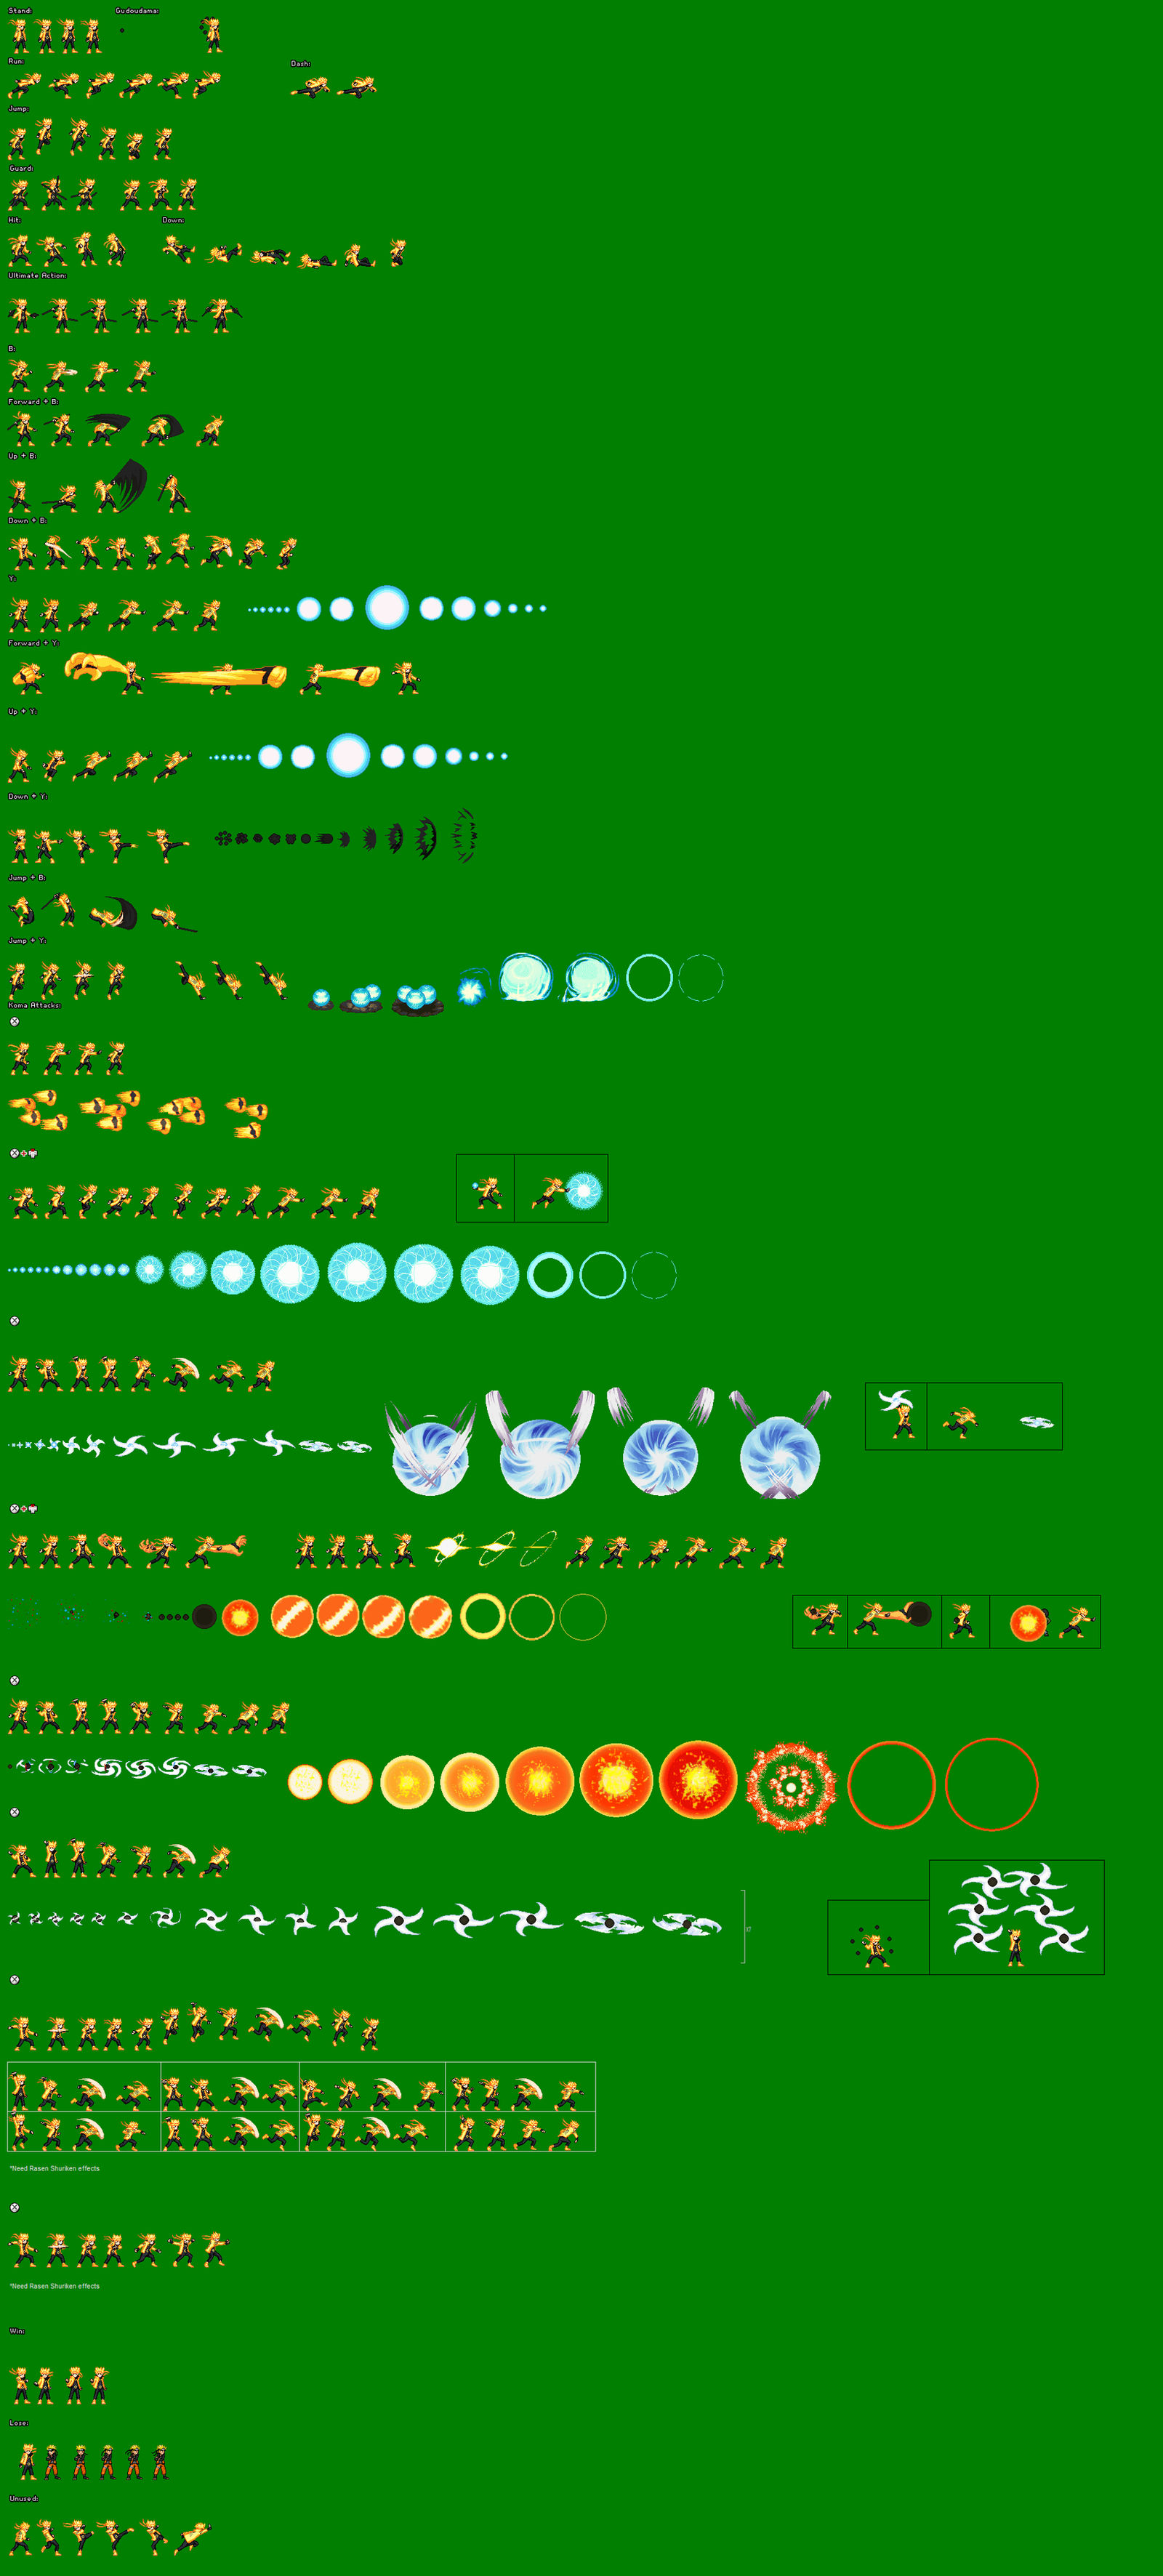 Stand:
Gudoudama:
Run:
Dash:
Jump:
Guard:
Hit:
Down:
Ultimate Action:
B:
Forward + B:
Up + B:
Down + B:
Y:
Forward + Y:
Up + Y:
Down + Y:
Jump + B:
Jump + Y:
Koma Attacks:
X
X +
X
X +
X
X
17
X
*Need Rasen Shuriken effects
X
*Need Rasen Shuriken effects
Win:
Lose:
Unused: